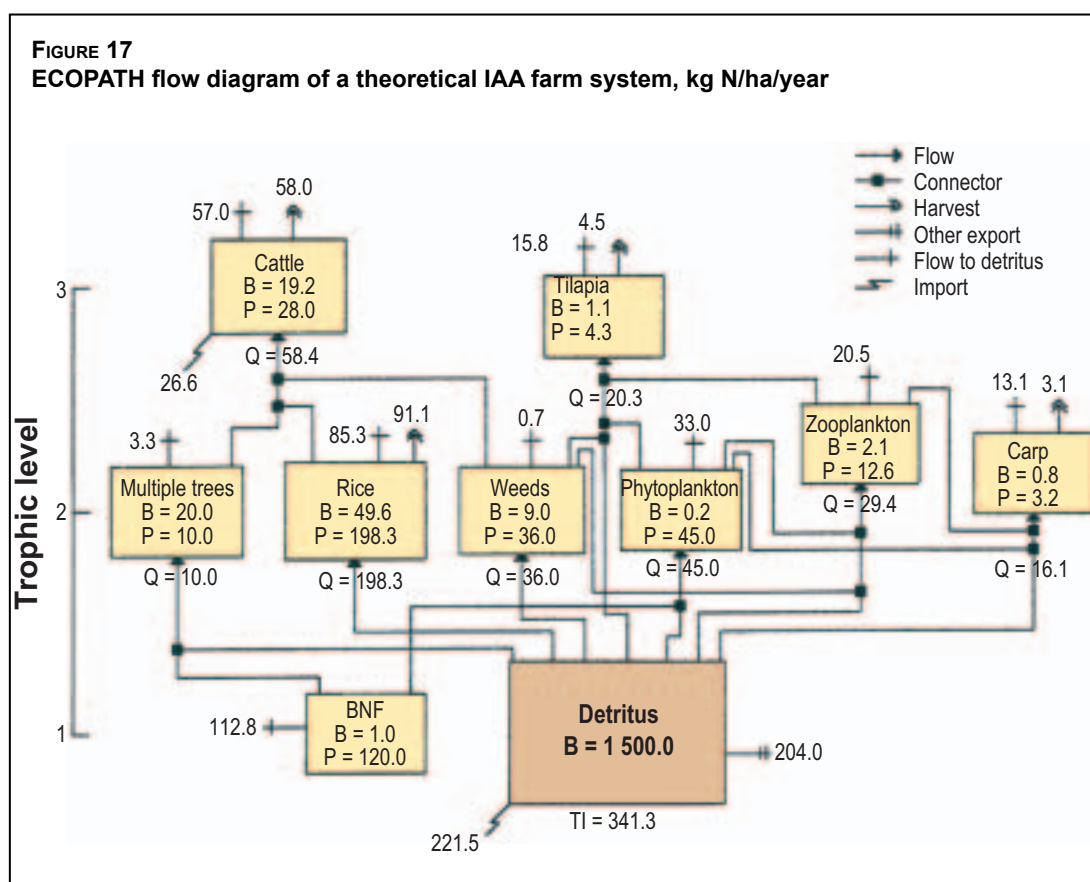 FIGURE 17
ECOPATH flow diagram of a theoretical IAA farm system, kg N/ha/year
Flow
Connector
Harvest
Other export
Flow to detritus
Import
Trophic level
3
2
1
57.0
58.0
Cattle
B = 19.2
P = 28.0
Q = 58.4
26.6
15.8
4.5
Tilapia
B = 1.1
P = 4.3
Q = 20.3
20.5
Zooplankton
B = 2.1
P = 12.6
Q = 29.4
13.1
3.1
Carp
B = 0.8
P = 3.2
Q = 16.1
3.3
Multiple trees
B = 20.0
P = 10.0
Q = 10.0
85.3
91.1
Rice
B = 49.6
P = 198.3
Q = 198.3
0.7
Weeds
B = 9.0
P = 36.0
Q = 36.0
33.0
Phytoplankton
B = 0.2
P = 45.0
Q = 45.0
112.8
BNF
B = 1.0
P = 120.0
Detritus
B = 1 500.0
204.0
TI = 341.3
221.5